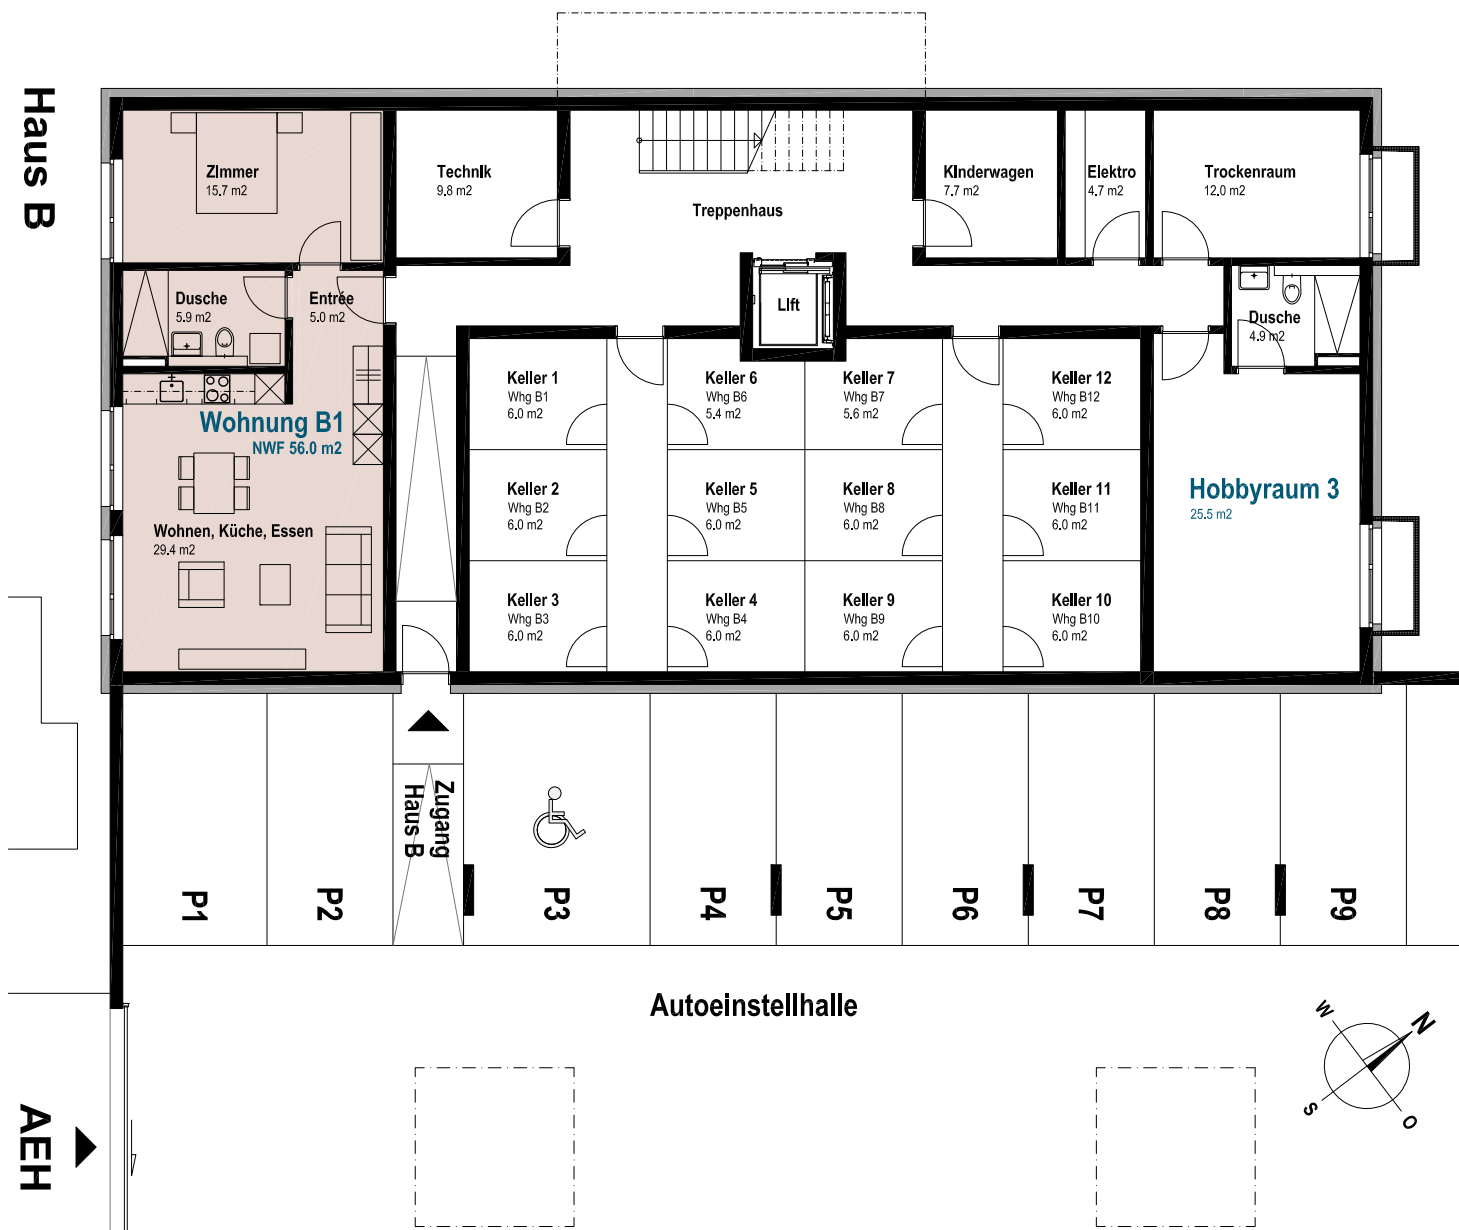 Haus B
Zimmer
15.7 m2
Technik
9.8 m2
Treppenhaus
Kinderwagen
7.7 m2
Elektro
4.7 m2
Trockenraum
12.0 m2
Dusche
5.9 m2
Entrée
5.0 m2
Lift
Dusche
4.9 m2
Wohnung B1
NWF 56.0 m2
Wohnen, Küche, Essen
29.4 m2
Keller 1
Whg B1
6.0 m2
Keller 6
Whg B6
5.4 m2
Keller 7
Whg B7
5.6 m2
Keller 12
Whg B12
6.0 m2
Keller 2
Whg B2
6.0 m2
Keller 5
Whg B5
6.0 m2
Keller 8
Whg B8
6.0 m2
Keller 11
Whg B11
6.0 m2
Keller 3
Whg B3
6.0 m2
Keller 4
Whg B4
6.0 m2
Keller 9
Whg B9
6.0 m2
Keller 10
Whg B10
6.0 m2
Hobbyraum 3
25.5 m2
Zugang
Haus B
P1
P2
P3
P4
P5
P6
P7
P8
P9
Autoeinstellhalle
W
N
S
O
AEH